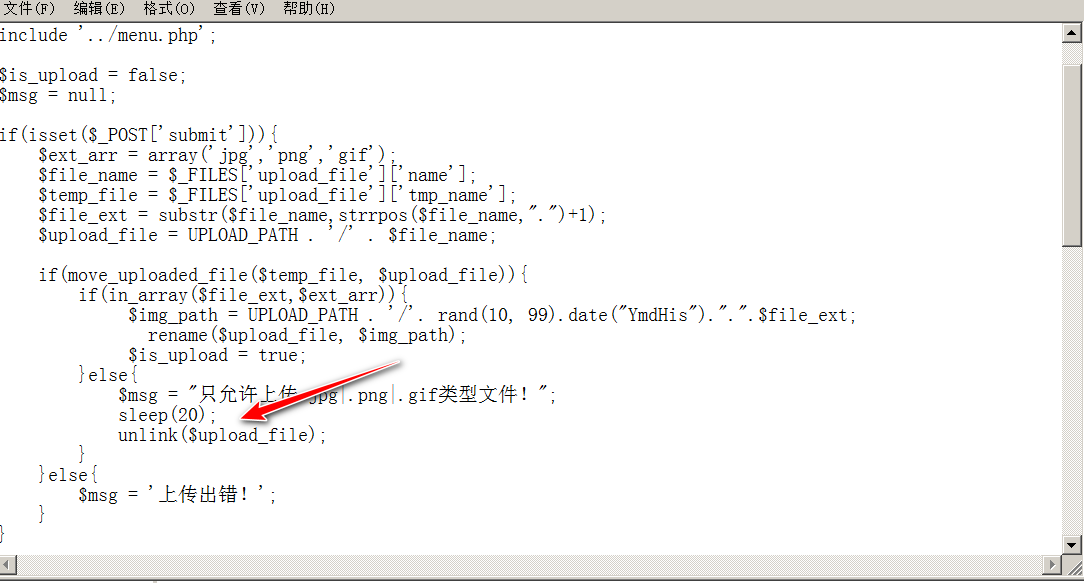 文件(F) 编辑(E) 格式(O) 查看(V) 帮助(H)
include '../menu.php';
$is_upload = false;
$msg = null;
if(isset($_POST['submit'])){
$ext_arr = array('jpg','png','gif');
$file_name = $_FILES['upload_file']['name'];
$temp_file = $_FILES['upload_file']['tmp_name'];
$file_ext = substr($file_name,strrpos($file_name,".")+1);
$upload_file = UPLOAD_PATH . '/' . $file_name;
if(move_uploaded_file($temp_file, $upload_file)){
if(in_array($file_ext,$ext_arr)){
$img_path = UPLOAD_PATH . '/'. rand(10, 99).date("YmdHis").".".$file_ext;
rename($upload_file, $img_path);
$is_upload = true;
}else{
$msg = "只允许上传.jpg|.png|.gif类型文件！";
sleep(20);
unlink($upload_file);
}
}else{
$msg = '上传出错！';
}
}